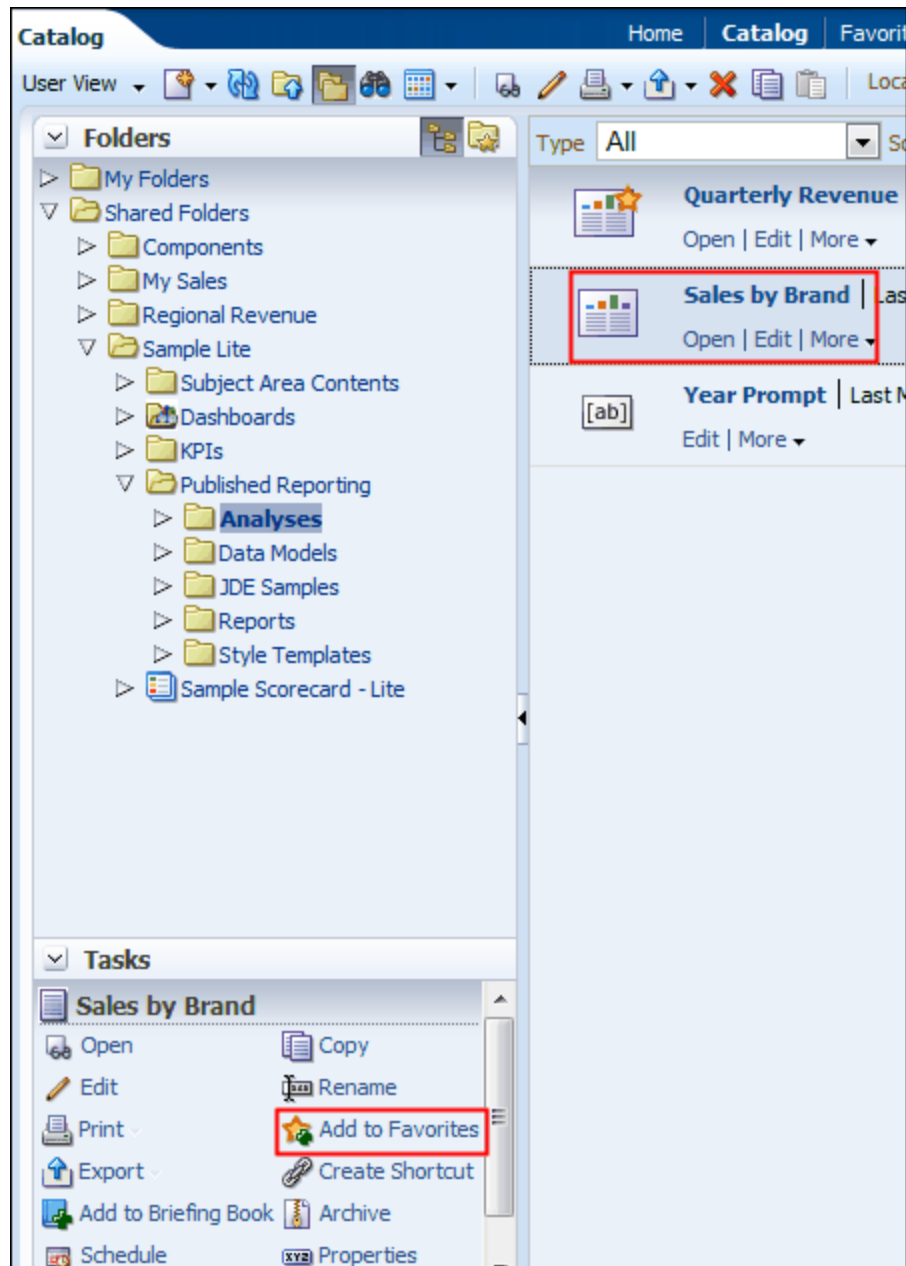 Catalog
Home Catalog
User View
Folders
My Folders
Shared Folders
Components
My Sales
Regional Revenue
Sample Lite
Subject Area Contents
Dashboards
KPIs
Published Reporting
Analyses
Data Models
JDE Samples
Reports
Style Templates
Sample Scorecard - Lite
Type All
Quarterly Revenue
Open | Edit | More
Sales by Brand
Open | Edit | More
[ab]
Year Prompt | Last
Edit | More
Tasks
Sales by Brand
Open Copy
Edit Rename
Print Add to Favorites
Export Create Shortcut
Add to Briefing Book Archive
Schedule xyz Properties